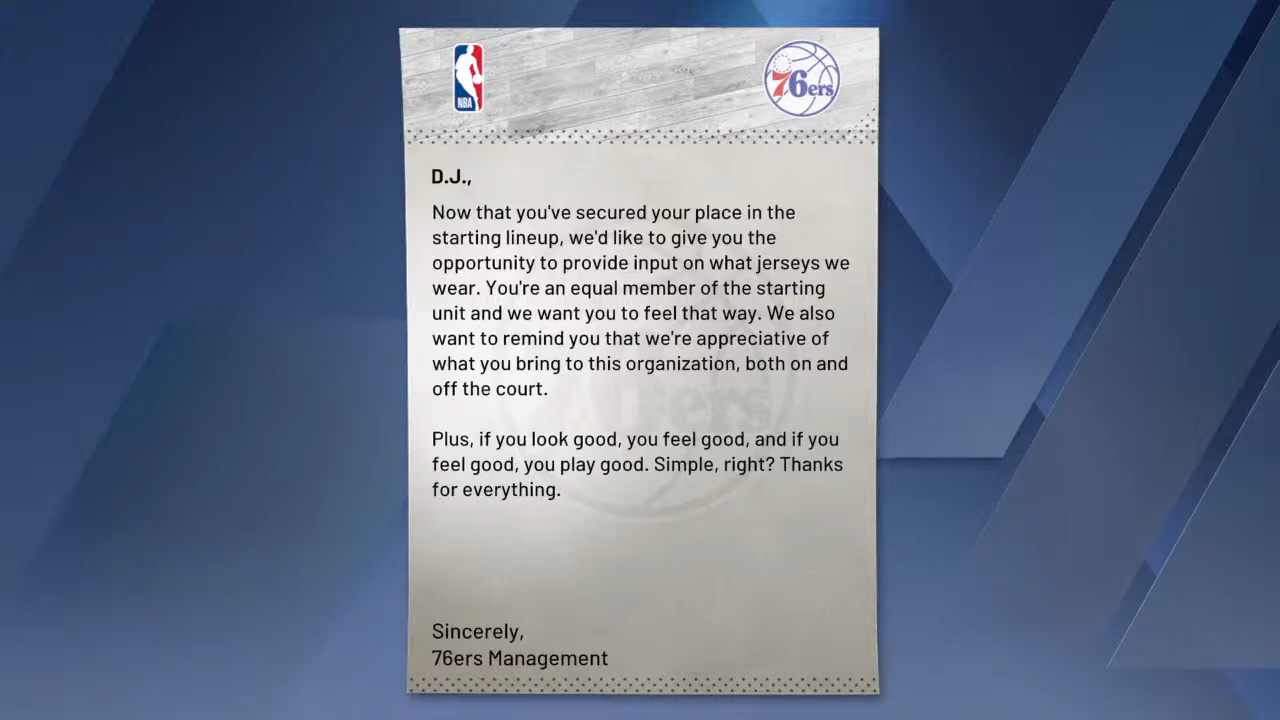 NBA
76ers
D.J.,
Now that you've secured your place in the
starting lineup, we'd like to give you the
opportunity to provide input on what jerseys we
wear. You're an equal member of the starting
unit and we want you to feel that way. We also
want to remind you that we're appreciative of
what you bring to this organization, both on and
off the court.
Plus, if you look good, you feel good, and if you
feel good, you play good. Simple, right? Thanks
for everything.
Sincerely,
76ers Management